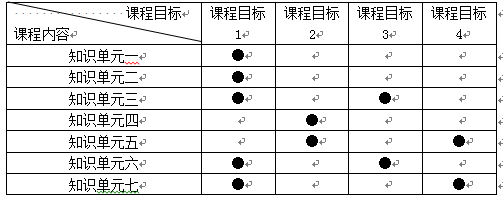 课程目标 课程目标 课程目标 课程目标 课程目标
课程内容 1 2 3 4
知识单元一 ●
知识单元二 ●
知识单元三 ● ●
知识单元四 ●
知识单元五 ● ●
知识单元六 ● ●
知识单元七 ● ●